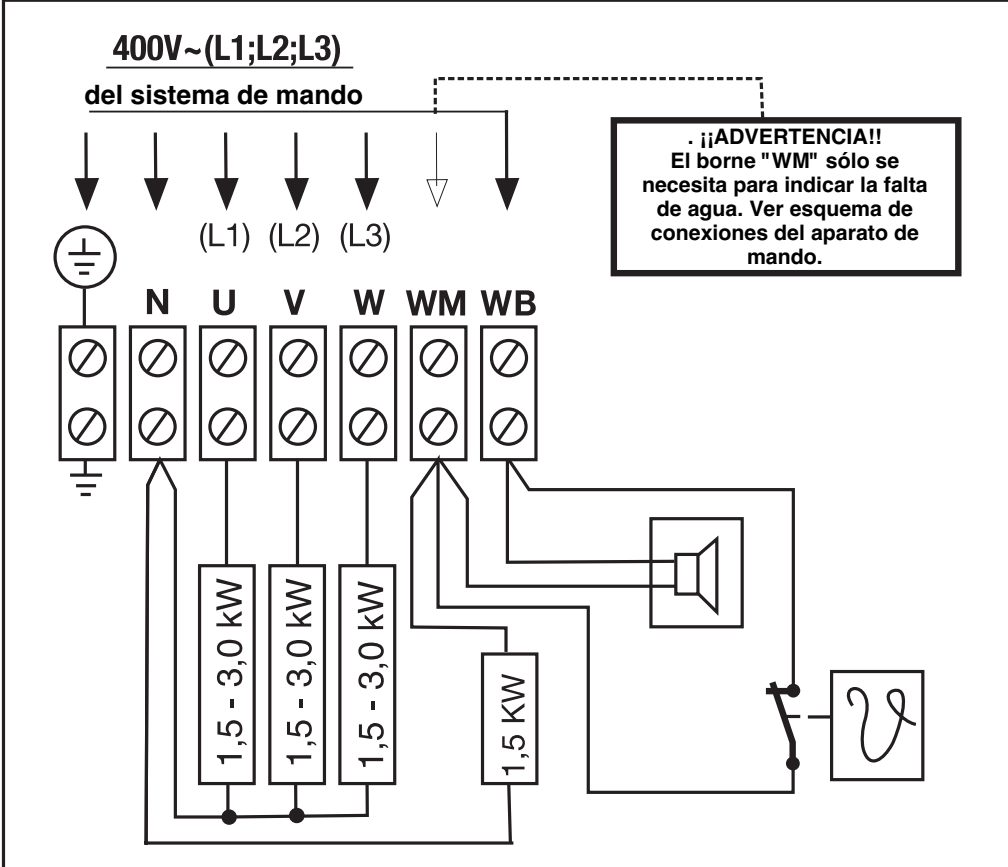 400V~(L1;L2;L3)
del sistema de mando
. ¡¡ADVERTENCIA!!
El borne "WM" sólo se
necesita para indicar la falta
de agua. Ver esquema de
conexiones del aparato de
mando.
(L1) (L2) (L3)
N U V W WM WB
1,5 - 3,0 kW
1,5 - 3,0 kW
1,5 - 3,0 kW
1,5 KW
ϑ